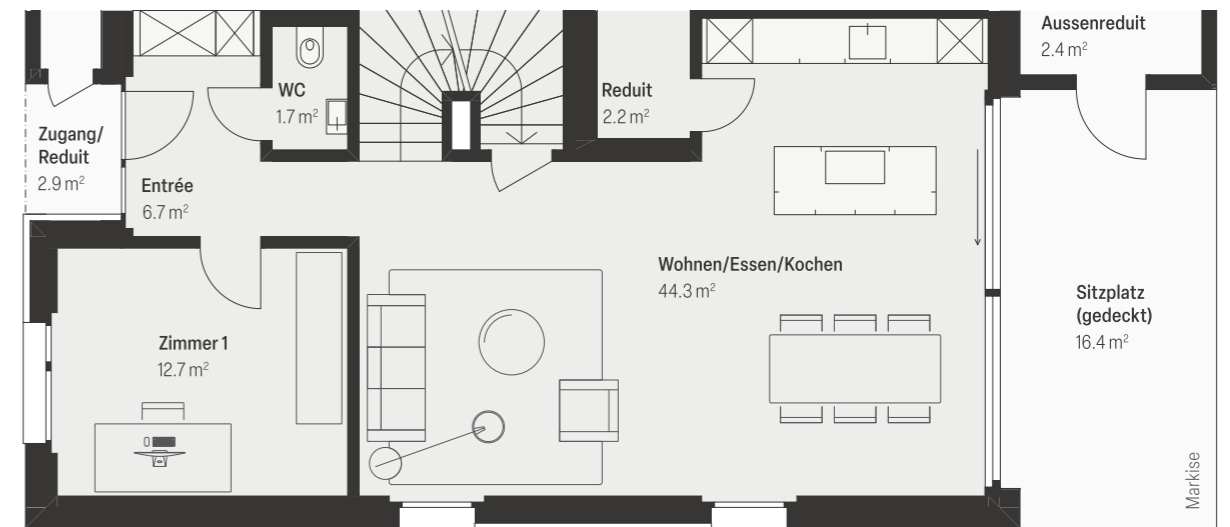 Aussenreduit
2.4 m²
WC
1.7 m²
Reduit
2.2 m²
Zugang/
Reduit
2.9 m²
Entrée
6.7 m²
Wohnen/Essen/Kochen
44.3 m²
Sitzplatz
(gedeckt)
16.4 m²
Zimmer 1
12.7 m²
Markise